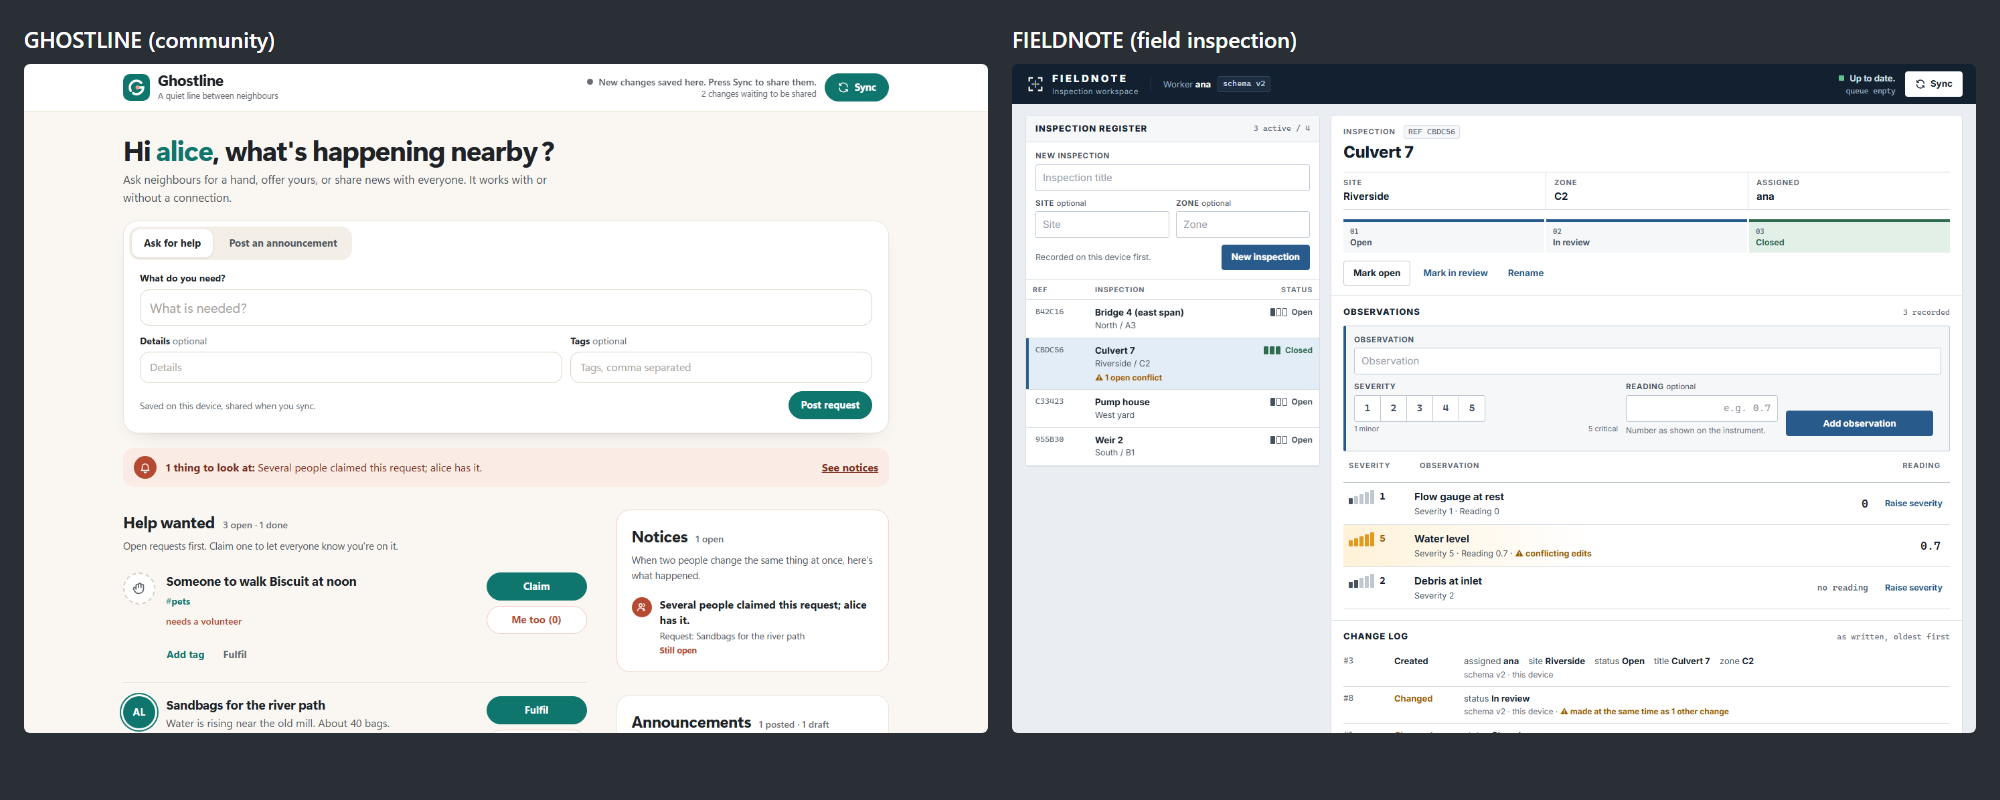 GHOSTLINE (community)
Ghostline
A quiet line between neighbours
New changes saved here. Press Sync to share them.
2 changes waiting to be shared
Sync
Hi alice, what's happening nearby?
Ask neighbours for a hand, offer yours, or share news with everyone. It works with or
without a connection.
Ask for help
Post an announcement
What do you need?
What is needed?
Details optional
Tags optional
Details
Tags, comma separated
Saved on this device, shared when you sync.
Post request
1 thing to look at: Several people claimed this request; alice has it.
See notices
Help wanted 3 open · 1 done
Open requests first. Claim one to let everyone know you're on it.
Someone to walk Biscuit at noon
#pets
needs a volunteer
Claim
Me too (0)
Add tag
Fulfil
AL
Sandbags for the river path
Water is rising near the old mill. About 40 bags.
Fulfil
Notices 1 open
When two people change the same thing at once, here's
what happened.
Several people claimed this request; alice
has it.
Request: Sandbags for the river path
Still open
Announcements 1 posted · 1 draft
FIELDNOTE (field inspection)
FIELDNOTE
Inspection workspace
Worker ana
schema v2
Up to date.
queue empty
Sync
INSPECTION REGISTER
3 active / 4
NEW INSPECTION
Inspection title
SITE optional
ZONE optional
Site
Zone
Recorded on this device first.
New inspection
REF INSPECTION STATUS
B42C16 Bridge 4 (east span) Open
North / A3
CBDC56 Culvert 7 Closed
Riverside / C2
1 open conflict
C33423 Pump house Open
West yard
955B30 Weir 2 Open
South / B1
INSPECTION REF CBDC56
Culvert 7
SITE ZONE ASSIGNED
Riverside C2 ana
01 02 03
Open In review Closed
Mark open Mark in review Rename
OBSERVATIONS 3 recorded
OBSERVATION
Observation
SEVERITY READING optional
1 2 3 4 5 e.g. 0.7
Add observation
1 minor 5 critical Number as shown on the instrument.
SEVERITY OBSERVATION READING
1 Flow gauge at rest 0 Raise severity
Severity 1 · Reading 0
5 Water level 0.7
Severity 5 · Reading 0.7 · conflicting edits
2 Debris at inlet no reading Raise severity
Severity 2
CHANGE LOG as written, oldest first
#3 Created assigned ana site Riverside status Open title Culvert 7 zone C2
schema v2 · this device
#8 Changed status In review
schema v2 · this device · made at the same time as 1 other change